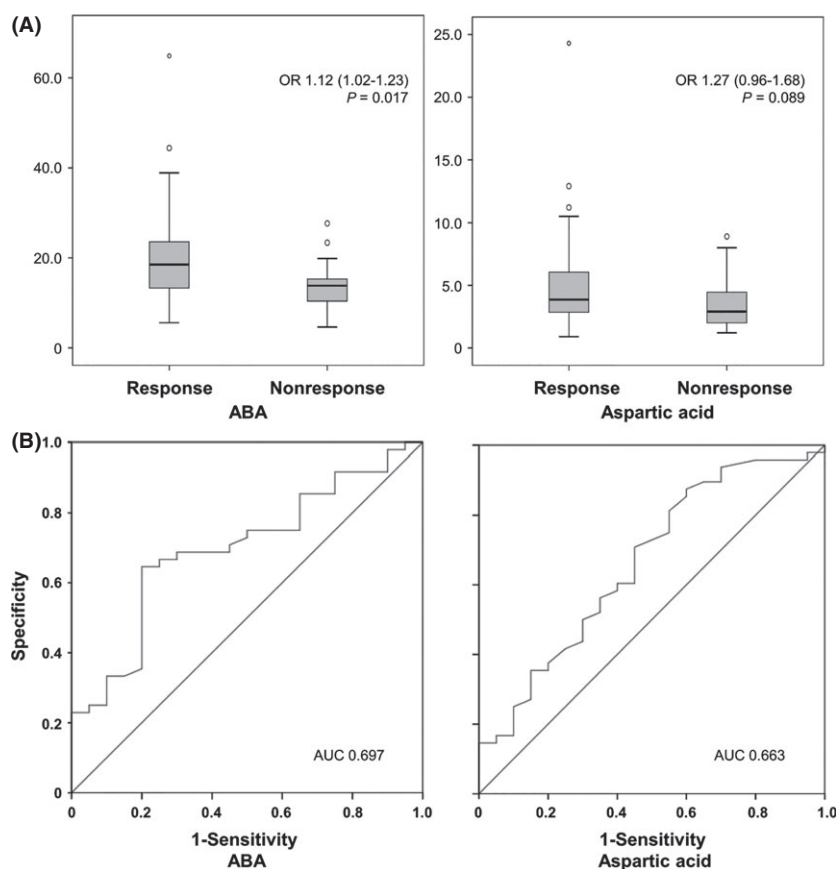 (A)
60.0
40.0
20.0
0
OR 1.12 (1.02-1.23)
P = 0.017
Response Nonresponse
ABA
25.0
20.0
15.0
10.0
5.0
0
OR 1.27 (0.96-1.68)
P = 0.089
Response Nonresponse
Aspartic acid
(B)
1.0
0.8
0.6
0.4
0.2
0
Specificity
AUC 0.697
0 0.2 0.4 0.6 0.8 1.0
1-Sensitivity
ABA
AUC 0.663
0 0.2 0.4 0.6 0.8 1.0
1-Sensitivity
Aspartic acid